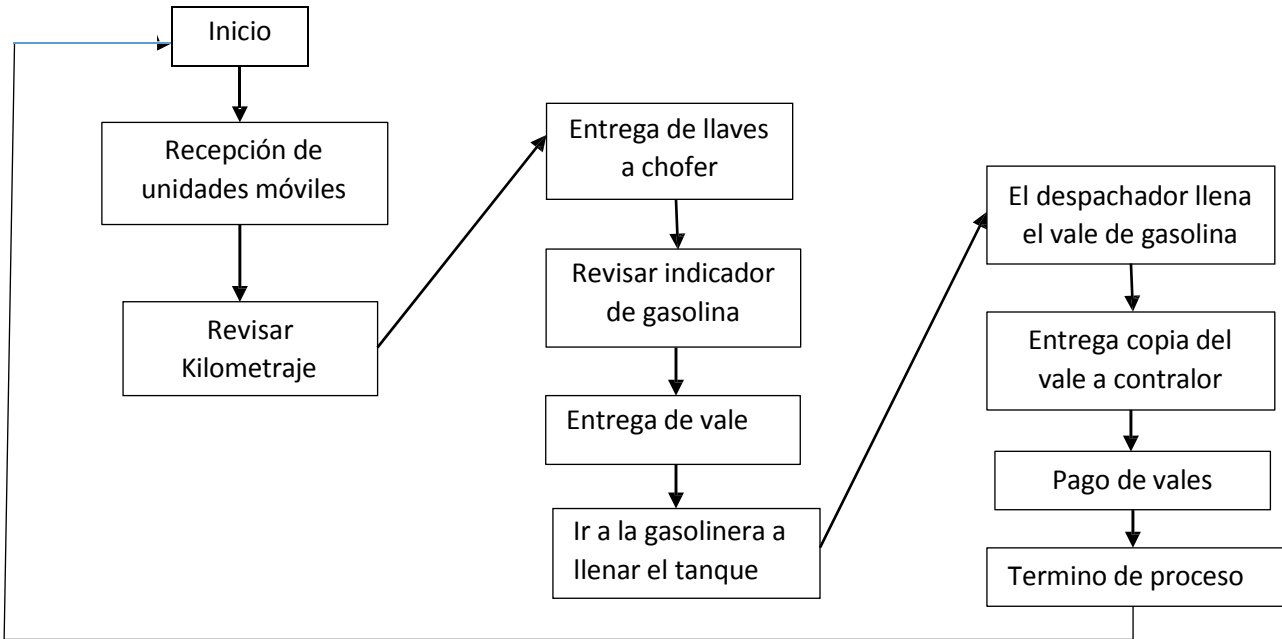 Inicio
Recepción de
unidades móviles
Revisar
Kilometraje
Entrega de llaves
a chofer
Revisar indicador
de gasolina
Entrega de vale
Ir a la gasolinera a
llenar el tanque
El despachador llena
el vale de gasolina
Entrega copia del
vale a contralor
Pago de vales
Termino de proceso